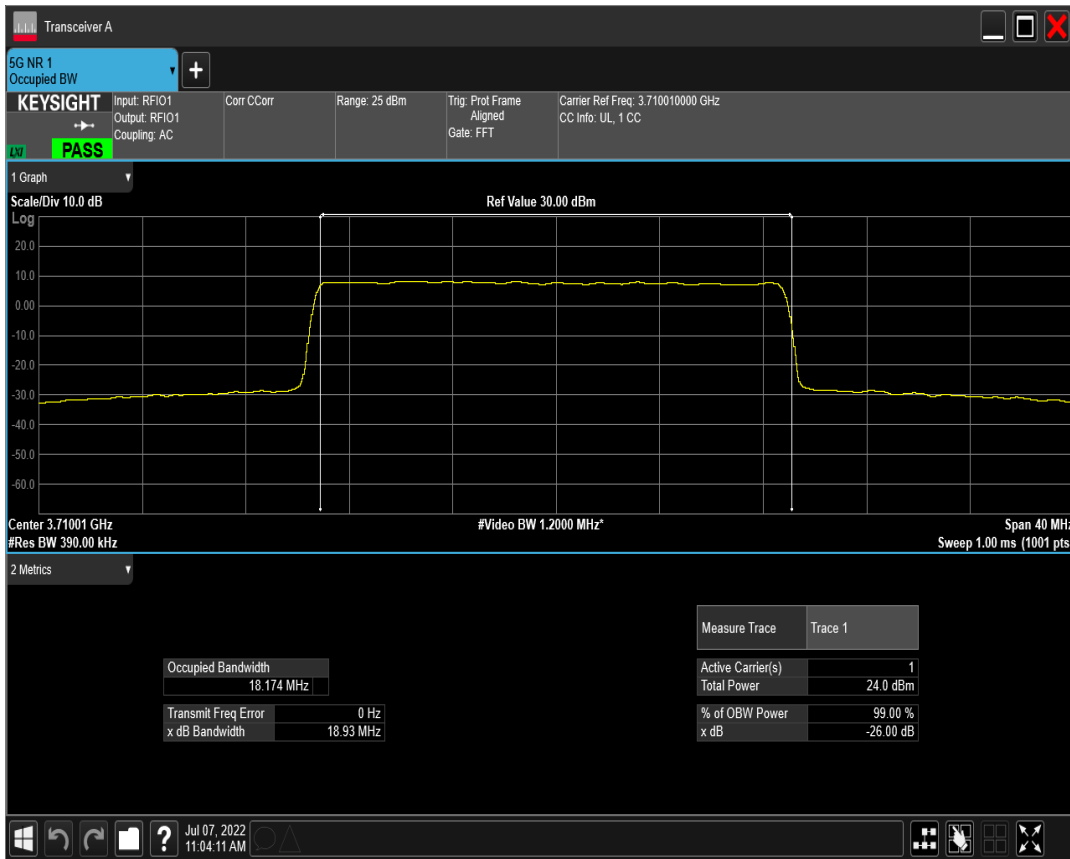 Transceiver A
5G NR 1
Occupied BW
KEYSIGHT
LXI
PASS
Input: RFIO1
Output: RFIO1
Coupling: AC
Corr CCorr
Range: 25 dBm
Trig: Prot Frame
Aligned
Gate: FFT
Carrier Ref Freq: 3.710010000 GHz
CC Info: UL, 1 CC
1 Graph
Scale/Div 10.0 dB
Ref Value 30.00 dBm
Log
20.0
10.0
0.00
-10.0
-20.0
-30.0
-40.0
-50.0
-60.0
Center 3.71001 GHz
#Video BW 1.2000 MHz*
Span 40 MHz
#Res BW 390.00 kHz
Sweep 1.00 ms (1001 pts
2 Metrics
Measure Trace Trace 1
Occupied Bandwidth
18.174 MHz
Active Carrier(s) 1
Total Power 24.0 dBm
Transmit Freq Error 0 Hz
x dB Bandwidth 18.93 MHz
% of OBW Power 99.00 %
x dB -26.00 dB
?
Jul 07, 2022
11:04:11 AM